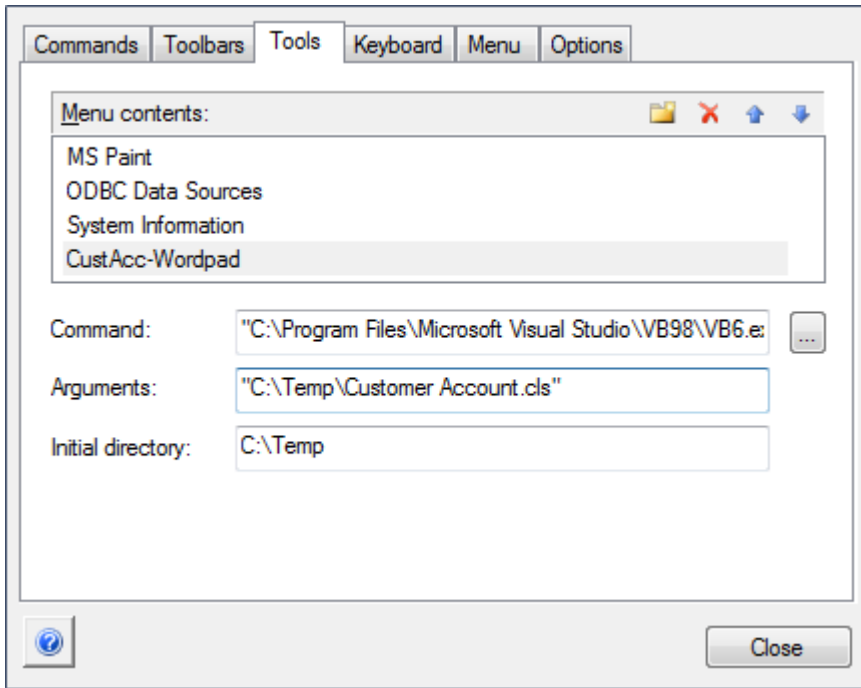 Commands Toolbars Tools Keyboard Menu Options
Menu contents:
MS Paint
ODBC Data Sources
System Information
CustAcc-Wordpad
Command: "C:\Program Files\Microsoft Visual Studio\VB98\VB6.ex
...
Arguments: "C:\Temp\Customer Account.cls"
Initial directory: C:\Temp
?
Close